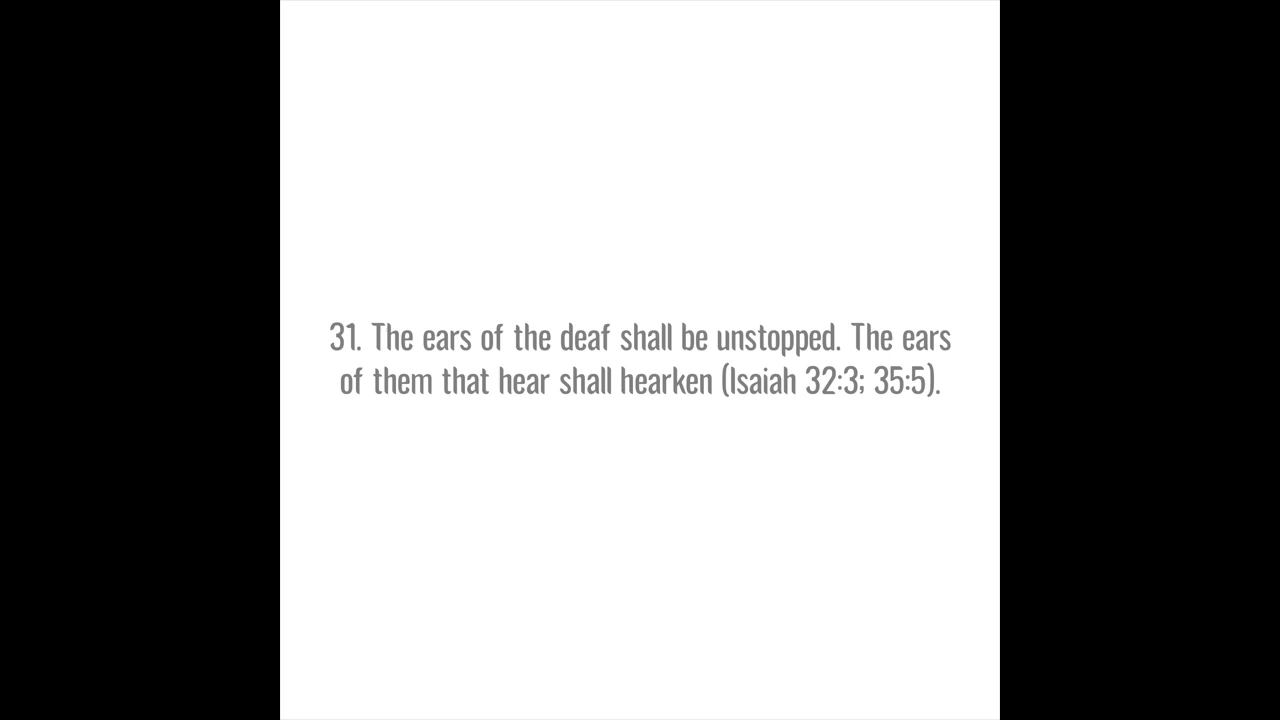 31. The ears of the deaf shall be unstopped. The ears
of them that hear shall hearken (Isaiah 32:3; 35:5).